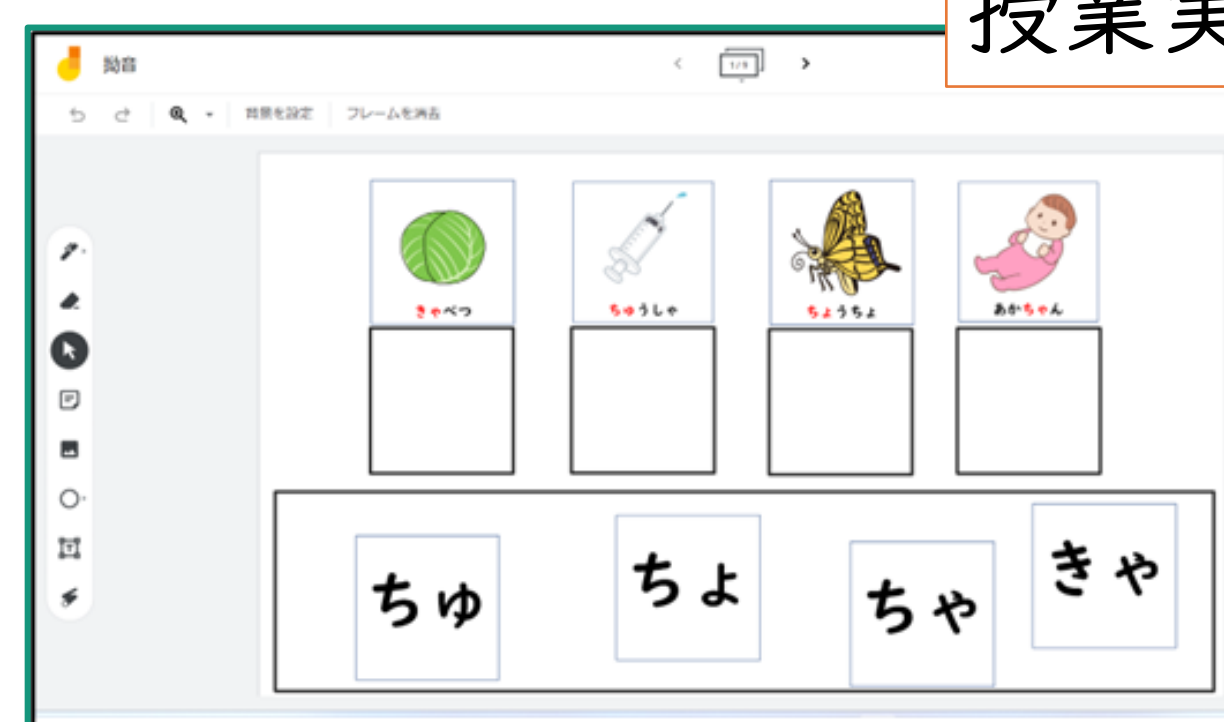 授業実
拗音
1/9
背景を設定 フレームを消去
きゃべつ ちゅうしゃ ちょうちょ あかちゃん
ちゅ ちょ ちゃ きゃ